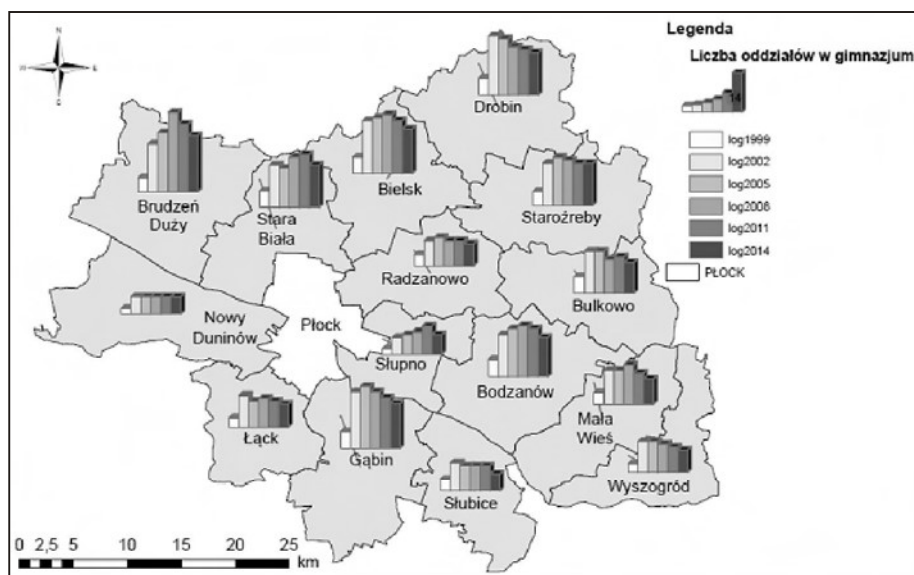 N
E
S
Legenda
Liczba oddziałów w gimnazjum
14
log1999
log2002
log2005
log2008
log2011
log2014
PŁOCK
Drobin
Bielsk
Staroźreby
Brudzeń
Duży
Stara
Biała
Radzanowo
Bulkowo
Nowy
Duninów
Płock
Słupno
Bodzanów
Mała
Wieś
Łąck
Gąbin
Słubice
Wyszogród
0 2,5 5 10 15 20 25
km